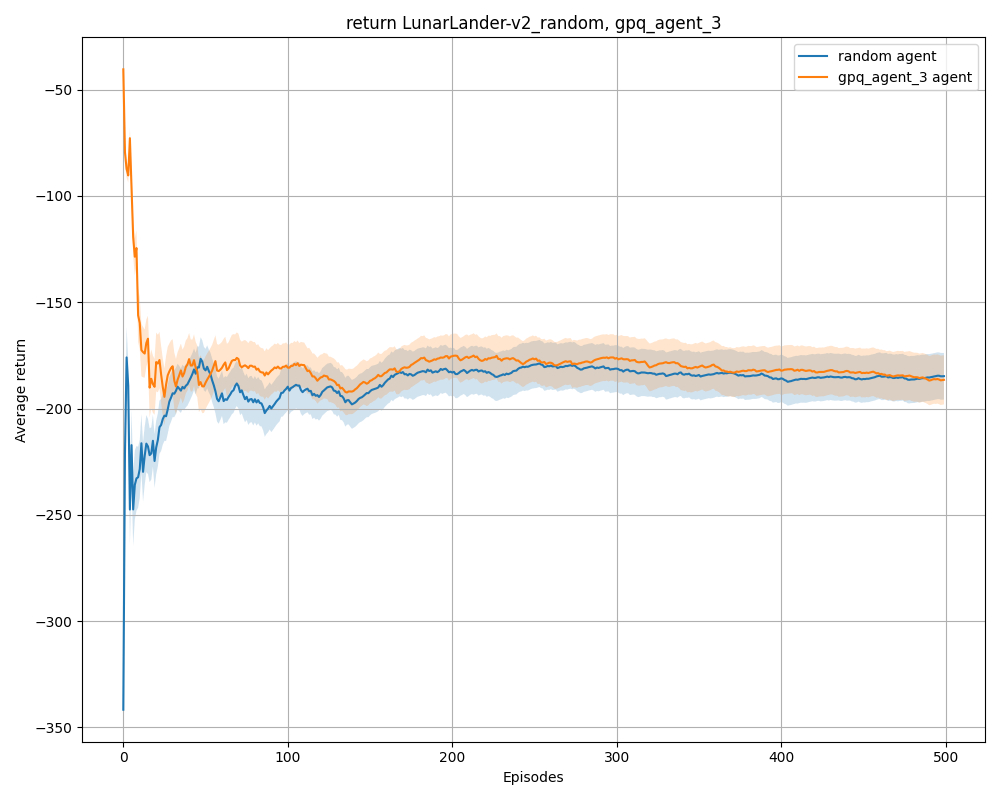 return LunarLander-v2_random, gpq_agent_3
random agent
gpq_agent_3 agent
Average return
−50
−100
−150
−200
−250
−300
−350
0
100
200
300
400
500
Episodes